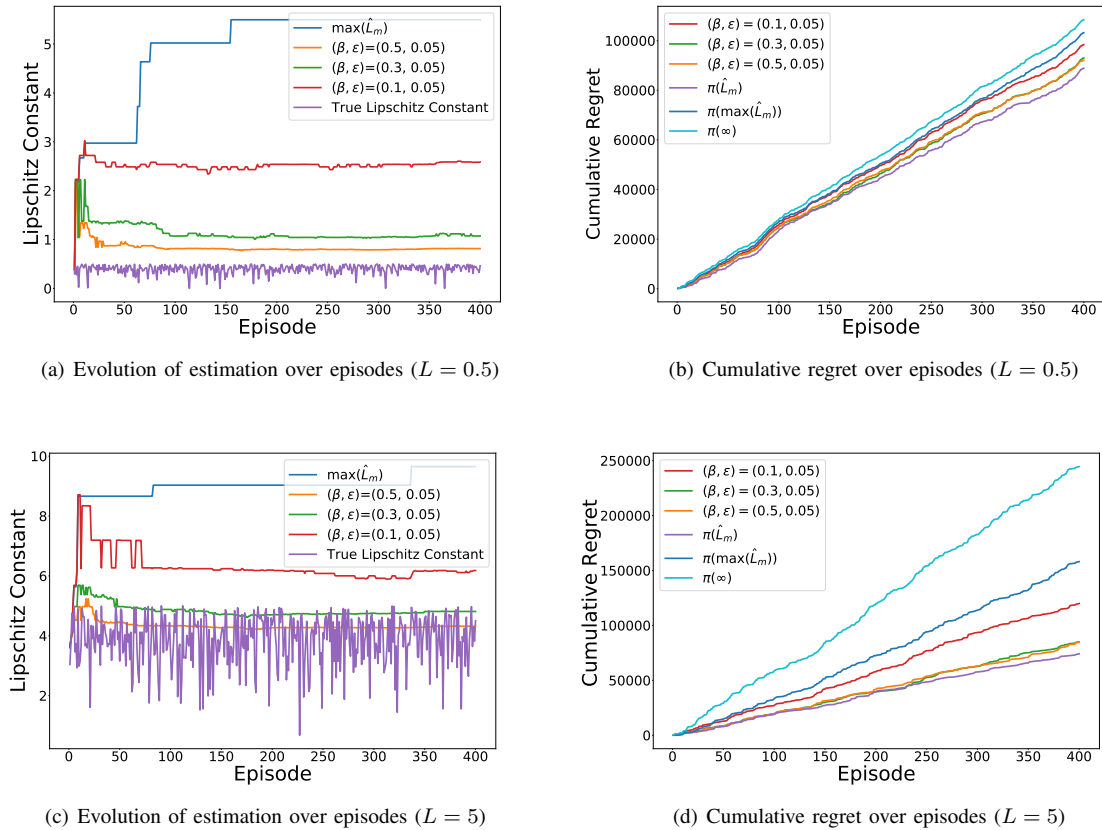 max(L̂ₘ)
(β, ε)=(0.5, 0.05)
(β, ε)=(0.3, 0.05)
(β, ε)=(0.1, 0.05)
True Lipschitz Constant
Lipschitz Constant
5
4
3
2
1
0
0 50 100 150 200 250 300 350 400
Episode
(a) Evolution of estimation over episodes (L = 0.5)
(β, ε) = (0.1, 0.05)
(β, ε) = (0.3, 0.05)
(β, ε) = (0.5, 0.05)
π(L̂ₘ)
π(max(L̂ₘ))
π(∞)
Cumulative Regret
100000
80000
60000
40000
20000
0
0 50 100 150 200 250 300 350 400
Episode
(b) Cumulative regret over episodes (L = 0.5)
max(L̂ₘ)
(β, ε)=(0.5, 0.05)
(β, ε)=(0.3, 0.05)
(β, ε)=(0.1, 0.05)
True Lipschitz Constant
Lipschitz Constant
10
8
6
4
2
0 50 100 150 200 250 300 350 400
Episode
(c) Evolution of estimation over episodes (L = 5)
(β, ε) = (0.1, 0.05)
(β, ε) = (0.3, 0.05)
(β, ε) = (0.5, 0.05)
π(L̂ₘ)
π(max(L̂ₘ))
π(∞)
Cumulative Regret
250000
200000
150000
100000
50000
0
0 50 100 150 200 250 300 350 400
Episode
(d) Cumulative regret over episodes (L = 5)